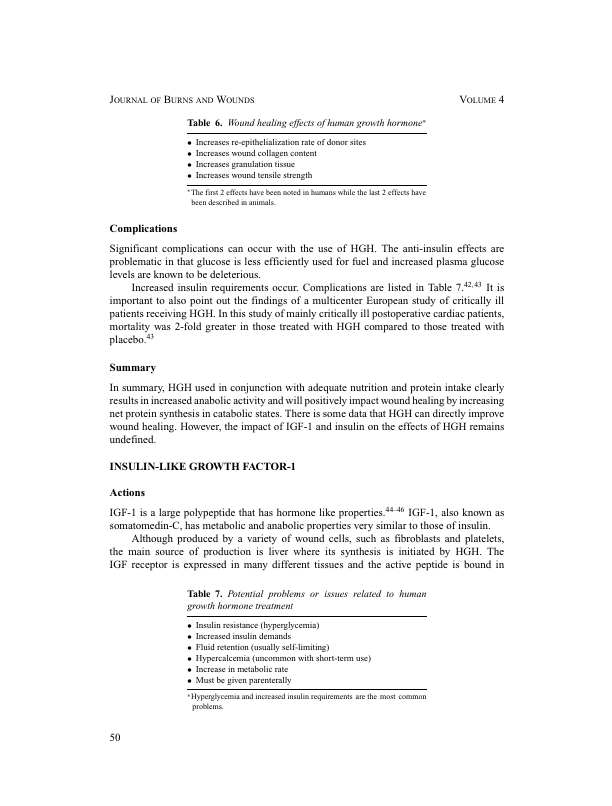 JOURNAL OF BURNS AND WOUNDS VOLUME 4
Table 6. Wound healing effects of human growth hormone*
• Increases re-epithelialization rate of donor sites
• Increases wound collagen content
• Increases granulation tissue
• Increases wound tensile strength
*The first 2 effects have been noted in humans while the last 2 effects have
been described in animals.
Complications
Significant complications can occur with the use of HGH. The anti-insulin effects are
problematic in that glucose is less efficiently used for fuel and increased plasma glucose
levels are known to be deleterious.
Increased insulin requirements occur. Complications are listed in Table 7.42,43 It is
important to also point out the findings of a multicenter European study of critically ill
patients receiving HGH. In this study of mainly critically ill postoperative cardiac patients,
mortality was 2-fold greater in those treated with HGH compared to those treated with
placebo.43
Summary
In summary, HGH used in conjunction with adequate nutrition and protein intake clearly
results in increased anabolic activity and will positively impact wound healing by increasing
net protein synthesis in catabolic states. There is some data that HGH can directly improve
wound healing. However, the impact of IGF-1 and insulin on the effects of HGH remains
undefined.
INSULIN-LIKE GROWTH FACTOR-1
Actions
IGF-1 is a large polypeptide that has hormone like properties.44–46 IGF-1, also known as
somatomedin-C, has metabolic and anabolic properties very similar to those of insulin.
Although produced by a variety of wound cells, such as fibroblasts and platelets,
the main source of production is liver where its synthesis is initiated by HGH. The
IGF receptor is expressed in many different tissues and the active peptide is bound in
Table 7. Potential problems or issues related to human
growth hormone treatment
• Insulin resistance (hyperglycemia)
• Increased insulin demands
• Fluid retention (usually self-limiting)
• Hypercalcemia (uncommon with short-term use)
• Increase in metabolic rate
• Must be given parenterally
*Hyperglycemia and increased insulin requirements are the most common
problems.
50